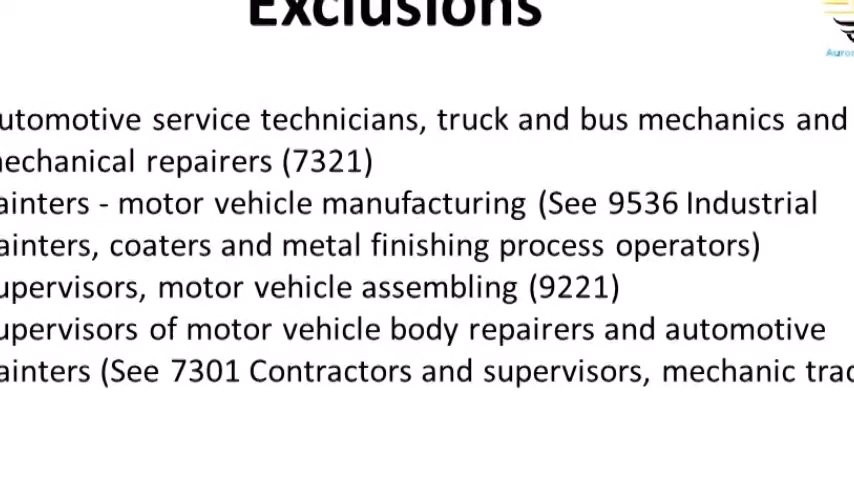 Exclusions
utomotive service technicians, truck and bus mechanics and
echanical repairers (7321)
ainters - motor vehicle manufacturing (See 9536 Industrial
ainters, coaters and metal finishing process operators)
upervisors, motor vehicle assembling (9221)
upervisors of motor vehicle body repairers and automotive
ainters (See 7301 Contractors and supervisors, mechanic trad